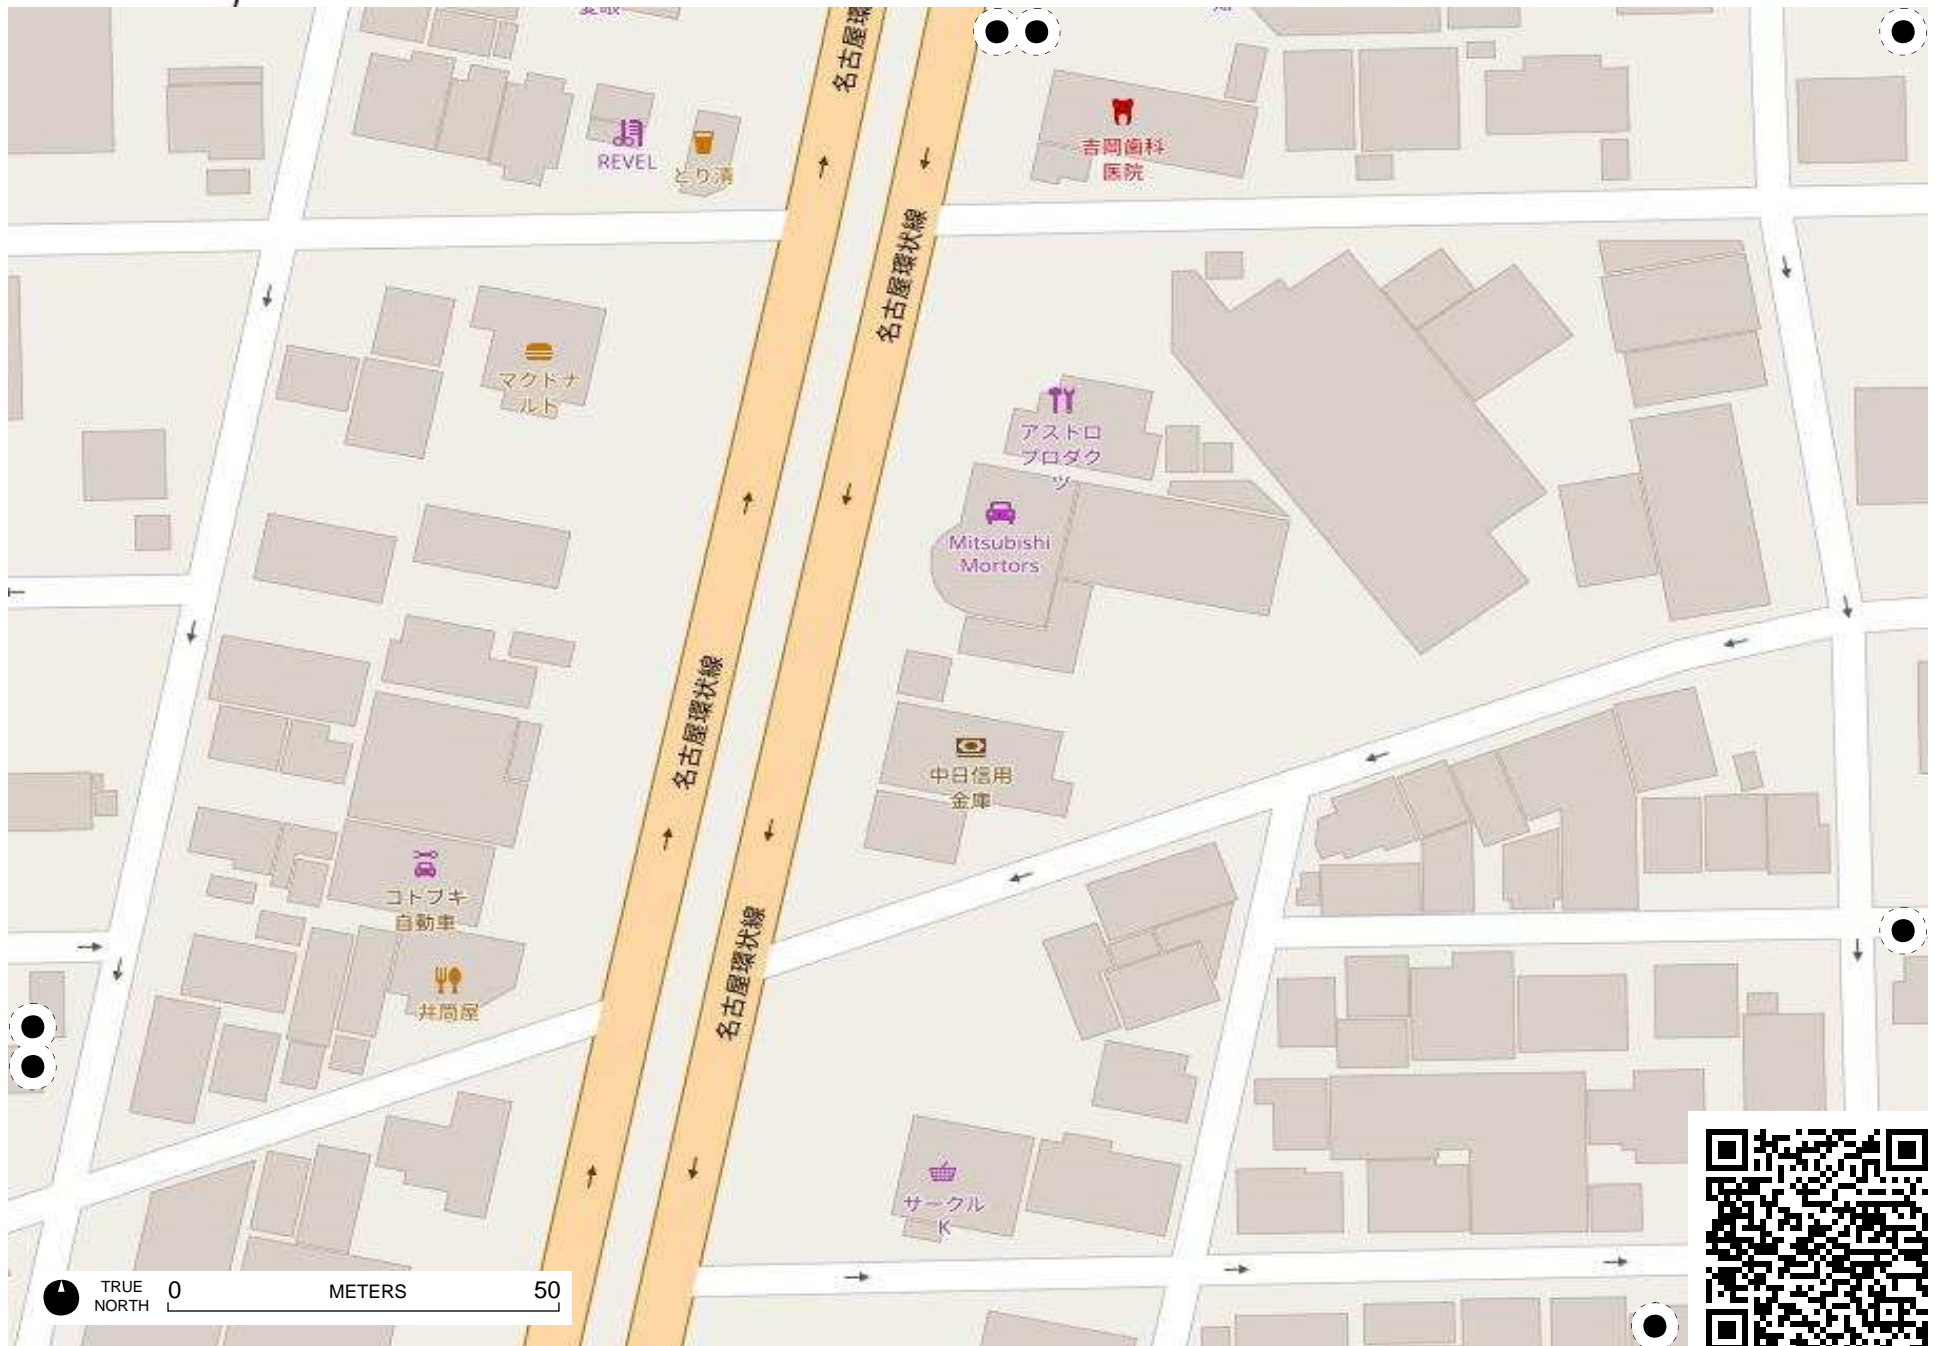 名古屋環
REVEL
とり濱
吉岡歯科
医院
名古屋環状線
マクドナ
ルド
アストロ
プロダク
ツ
Mitsubishi
Mortors
名古屋環状線
中日信用
金庫
コトブキ
自動車
名古屋環状線
サークル
K
TRUE
NORTH
0
METERS
50